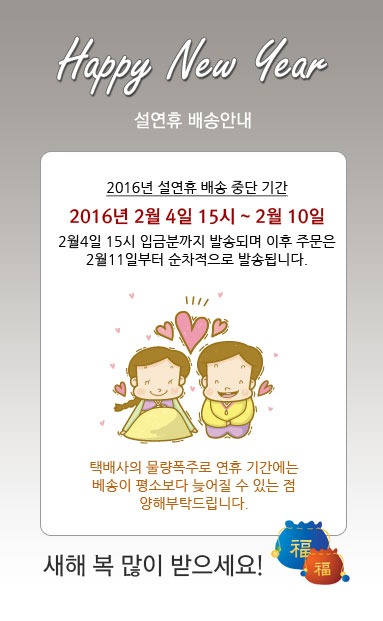 Happy New Year
설연휴 배송안내
2016년 설연휴 배송 중단 기간
2016년 2월 4일 15시 ~ 2월 10일
2월4일 15시 입금분까지 발송되며 이후 주문은
2월11일부터 순차적으로 발송됩니다.
택배사의 물량폭주로 연휴 기간에는
베송이 평소보다 늦어질 수 있는 점
양해부탁드립니다.
새해 복 많이 받으세요!
福
福